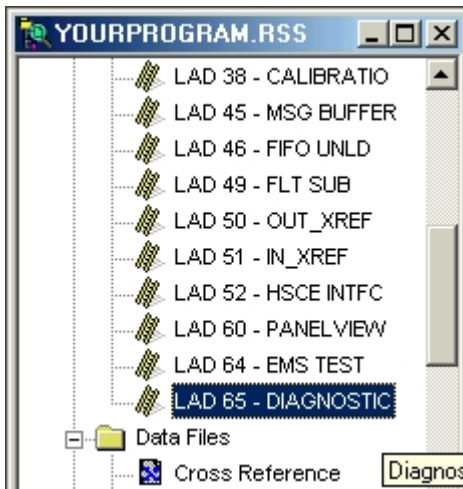 YOURPROGRAM.RSS
LAD 38 - CALIBRATIO
LAD 45 - MSG BUFFER
LAD 46 - FIFO UNLD
LAD 49 - FLT SUB
LAD 50 - OUT_XREF
LAD 51 - IN_XREF
LAD 52 - HSCE INTFC
LAD 60 - PANELVIEW
LAD 64 - EMS TEST
LAD 65 - DIAGNOSTIC
Data Files
Cross Reference
Diagnos